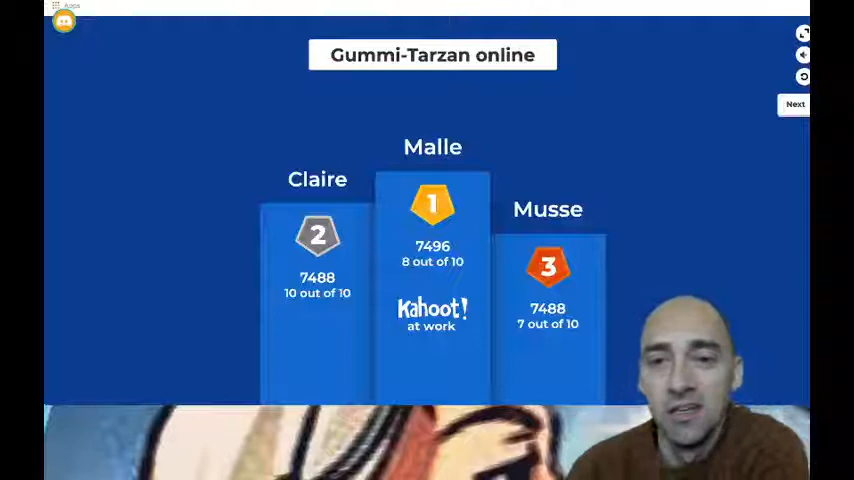 Apps
Gummi-Tarzan online
Next
Malle
Claire
Musse
1
2
3
7496
8 out of 10
7488
10 out of 10
7488
7 out of 10
Kahoot!
at work